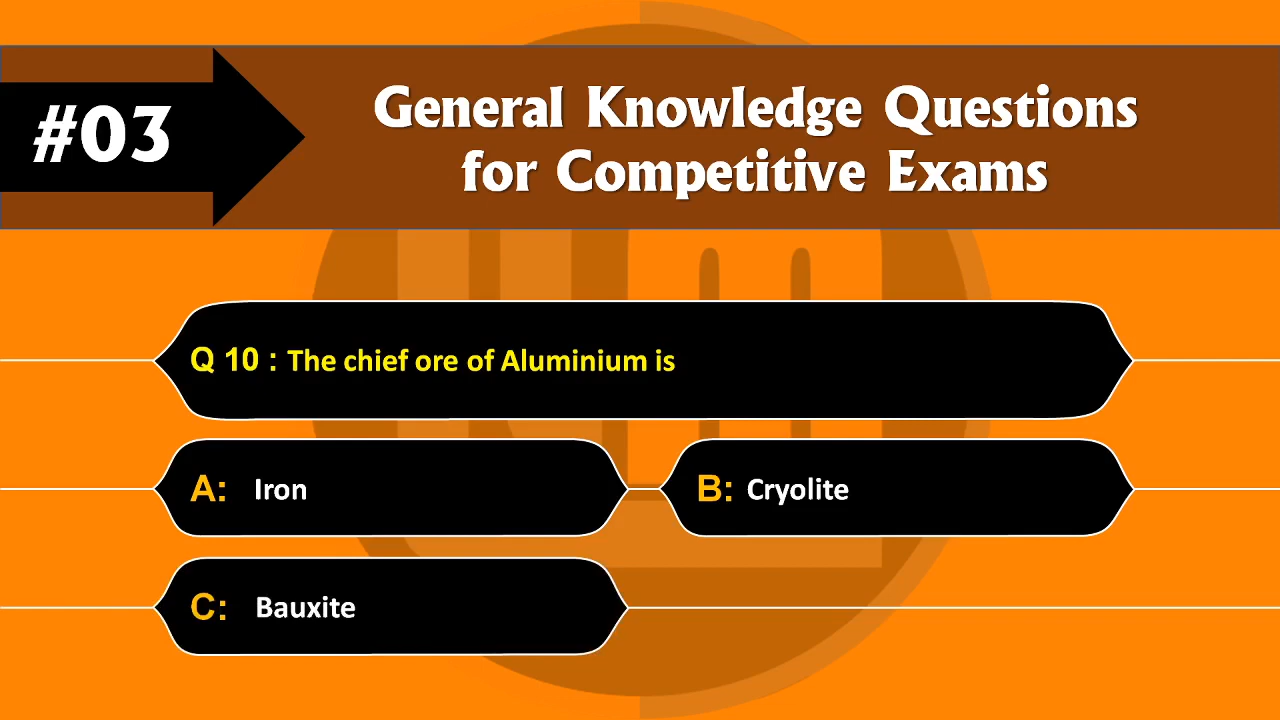 #03
General Knowledge Questions
for Competitive Exams
Q 10 : The chief ore of Aluminium is
A: Iron
B: Cryolite
C: Bauxite